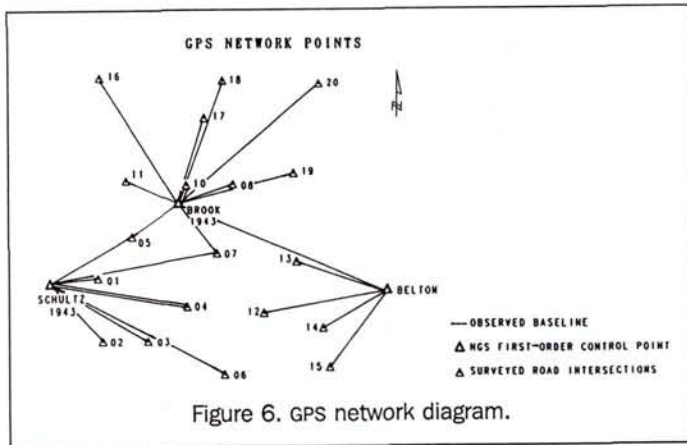 GPS NETWORK POINTS
16
18
20
17
11
10
08
19
BROOK
1943
05
07
13
01
SCHULTZ
1943
04
BELTON
12
14
02
03
06
15
OBSERVED BASELINE
NGS FIRST-ORDER CONTROL POINT
SURVEYED ROAD INTERSECTIONS
Figure 6. GPS network diagram.